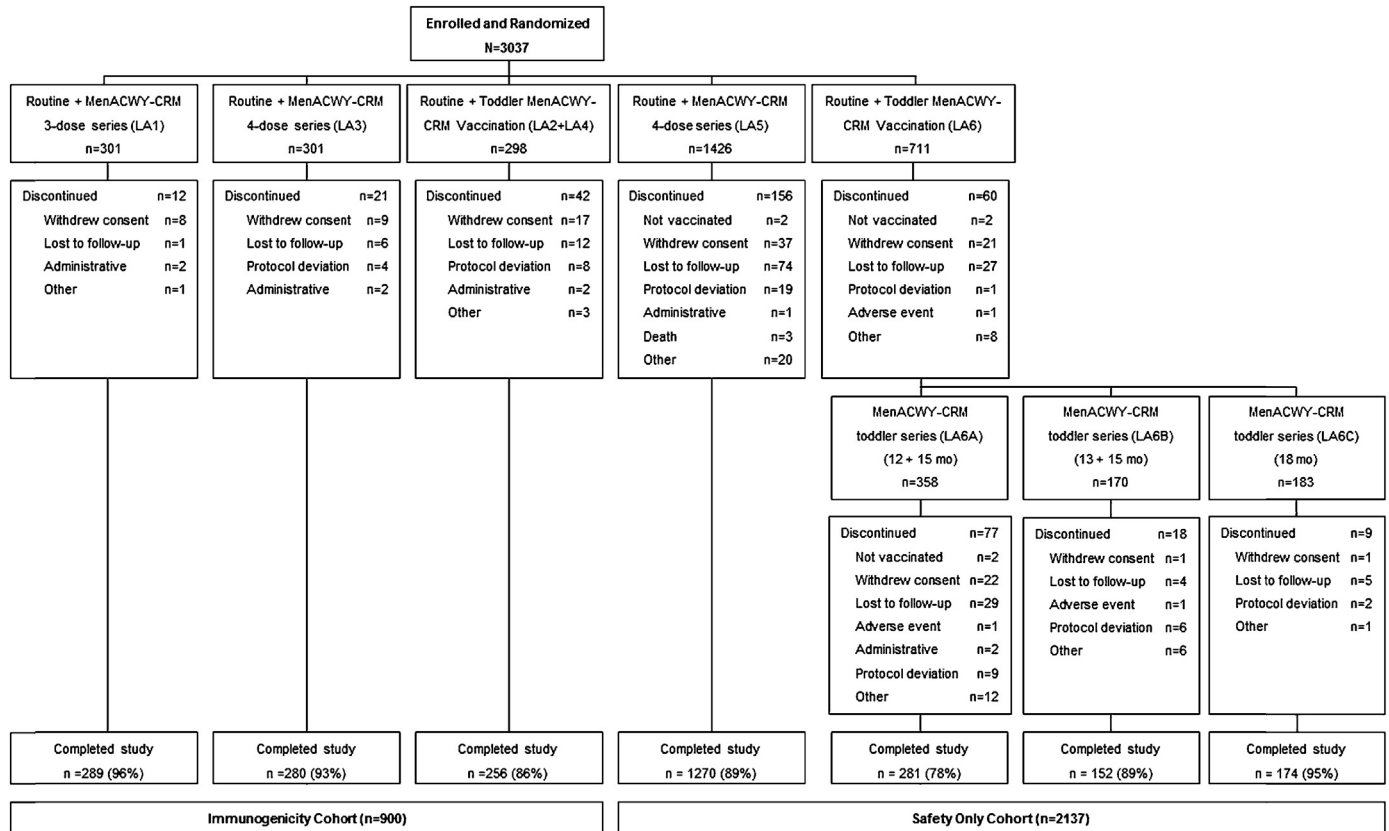 Enrolled and Randomized
N=3037
Routine + MenACWY-CRM
3-dose series (LA1)
n=301
Routine + MenACWY-CRM
4-dose series (LA3)
n=301
Routine + Toddler MenACWY-
CRM Vaccination (LA2+LA4)
n=298
Routine + MenACWY-CRM
4-dose series (LA5)
n=1426
Routine + Toddler MenACWY-
CRM Vaccination (LA6)
n=711
Discontinued n=12
Withdrew consent n=8
Lost to follow-up n=1
Administrative n=2
Other n=1
Discontinued n=21
Withdrew consent n=9
Lost to follow-up n=6
Protocol deviation n=4
Administrative n=2
Discontinued n=42
Withdrew consent n=17
Lost to follow-up n=12
Protocol deviation n=8
Administrative n=2
Other n=3
Discontinued n=156
Not vaccinated n=2
Withdrew consent n=37
Lost to follow-up n=74
Protocol deviation n=19
Administrative n=1
Death n=3
Other n=20
Discontinued n=60
Not vaccinated n=2
Withdrew consent n=21
Lost to follow-up n=27
Protocol deviation n=1
Adverse event n=1
Other n=8
MenACWY-CRM
toddler series (LA6A)
(12 + 15 mo)
n=358
MenACWY-CRM
toddler series (LA6B)
(13 + 15 mo)
n=170
MenACWY-CRM
toddler series (LA6C)
(18 mo)
n=183
Discontinued n=77
Not vaccinated n=2
Withdrew consent n=22
Lost to follow-up n=29
Adverse event n=1
Administrative n=2
Protocol deviation n=9
Other n=12
Discontinued n=18
Withdrew consent n=1
Lost to follow-up n=4
Adverse event n=1
Protocol deviation n=6
Other n=6
Discontinued n=9
Withdrew consent n=1
Lost to follow-up n=5
Protocol deviation n=2
Other n=1
Completed study
n =289 (96%)
Completed study
n =280 (93%)
Completed study
n =256 (86%)
Completed study
n = 1270 (89%)
Completed study
n = 281 (78%)
Completed study
n = 152 (89%)
Completed study
n = 174 (95%)
Immunogenicity Cohort (n=900)
Safety Only Cohort (n=2137)